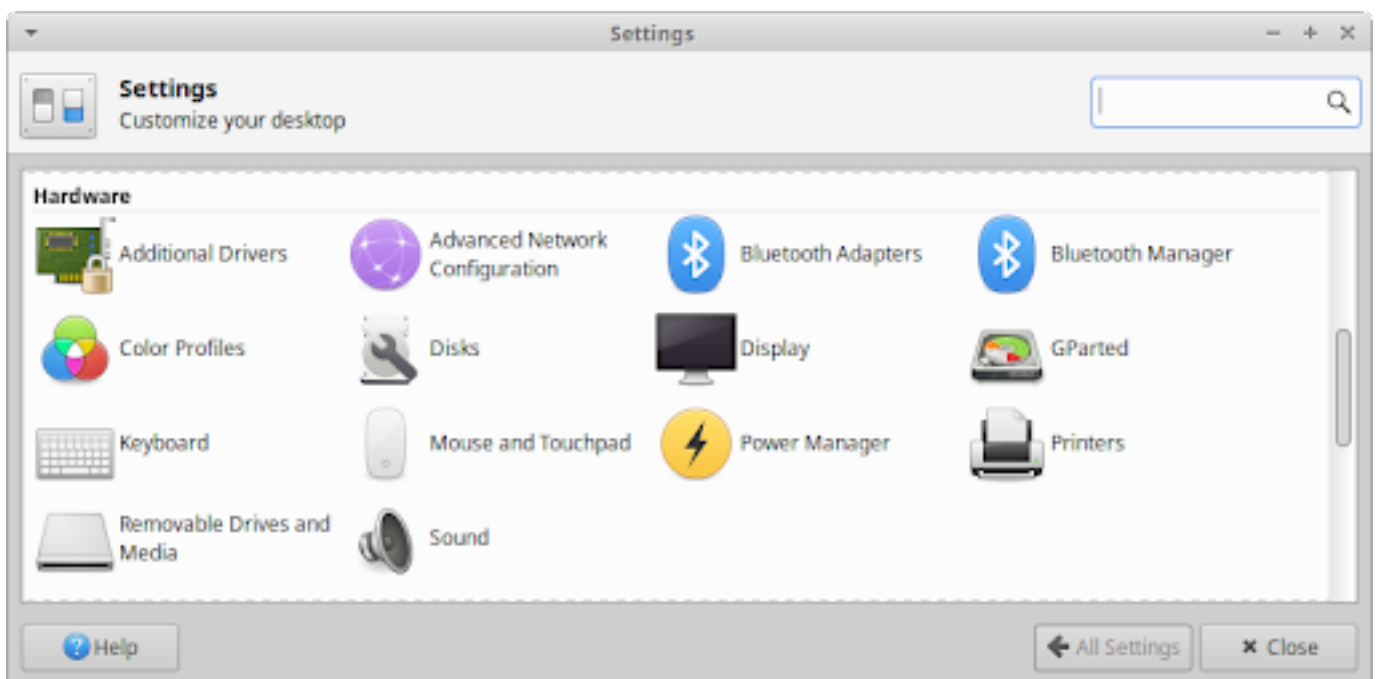 Settings
Settings
Customize your desktop
Hardware
Additional Drivers
Advanced Network
Configuration
Bluetooth Adapters
Bluetooth Manager
Color Profiles
Disks
Display
GParted
Keyboard
Mouse and Touchpad
Power Manager
Printers
Removable Drives and
Media
Sound
Help
All Settings
Close